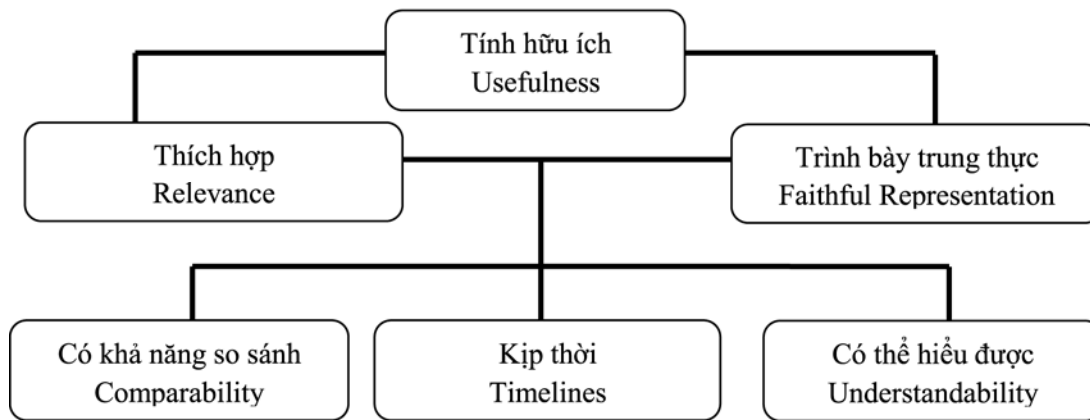 Tính hữu ích
Usefulness
Thích hợp
Relevance
Trình bày trung thực
Faithful Representation
Có khả năng so sánh
Comparability
Kịp thời
Timelines
Có thể hiểu được
Understandability